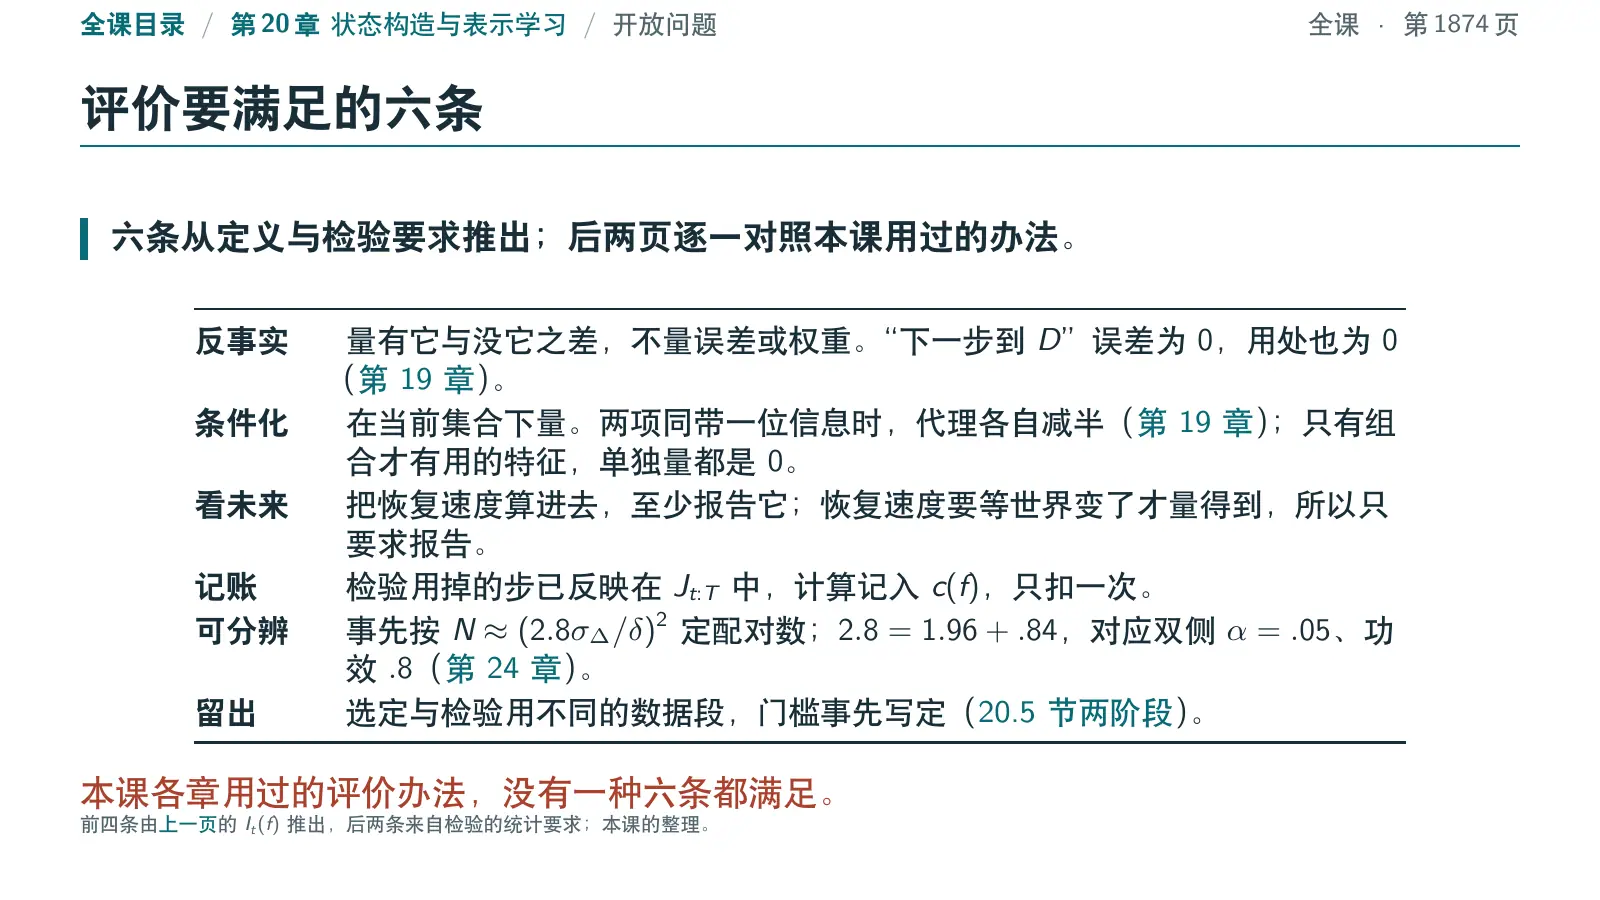 全课目录 / 第 20 章 状态构造与表示学习 / 开放问题
全课 · 第 1874 页
评价要满足的六条
六条从定义与检验要求推出；后两页逐一对照本课用过的办法。
反事实 量有它与没它之差，不量误差或权重。“下一步到 D” 误差为 0，用处也为 0
(第 19 章)。
条件化 在当前集合下量。两项同带一位信息时，代理各自减半 (第 19 章)；只有组
合才有用的特征，单独量都是 0。
看未来 把恢复速度算进去，至少报告它；恢复速度要等世界变了才量得到，所以只
要求报告。
记账 检验用掉的步已反映在 J_{t:T} 中，计算记入 c(f)，只扣一次。
可分辨 事先按 N ≈ (2.8σ_Δ/δ)² 定配对数；2.8 = 1.96 + .84，对应双侧 α = .05、功
效 .8 (第 24 章)。
留出 选定与检验用不同的数据段，门槛事先写定 (20.5 节两阶段)。
本课各章用过的评价办法，没有一种六条都满足。
前四条由上一页的 I_t(f) 推出，后两条来自检验的统计要求；本课的整理。